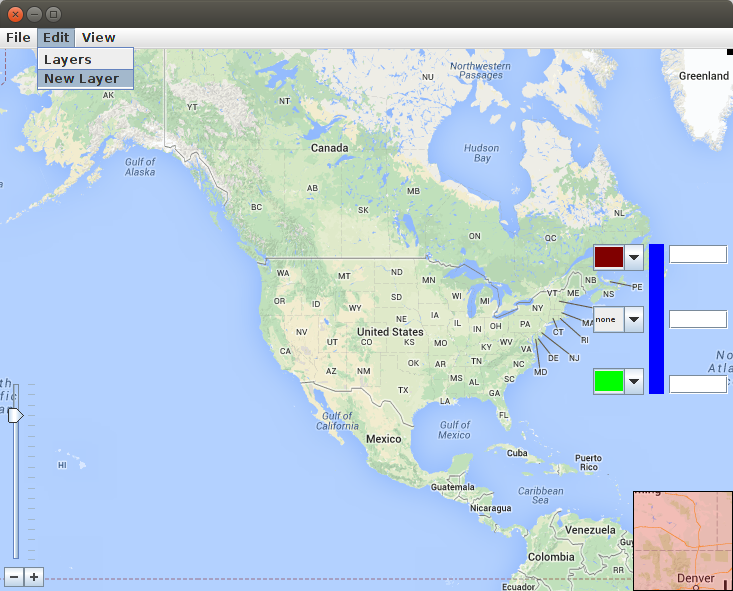 File Edit View
Layers
New Layer
AK
YT
NT
NU
Northwestern
Passages
Greenland
Canada
Hudson
Bay
Gulf of
Alaska
AB
MB
BC
SK
NL
ON
QC
WA
MT
ND
MN
NB
PE
OR
ID
SD
WI
MI
VT
ME
NS
WY
NY
none
MA
NV
United States
NE
IA
IL
IN
OH
PA
CT
RI
UT
CO
KS
MO
WV
CA
KY
VA
DE
NJ
AZ
NM
OK
AR
TN
NC
MD
TX
MS
AL
SC
LA
GA
FL
Gulf of
California
Gulf of
Mexico
Mexico
HI
Cuba
Puerto
Rico
Guatemala
Caribbean
Sea
Nicaragua
Venezuela
Colombia
RR
Ecuador
Denver